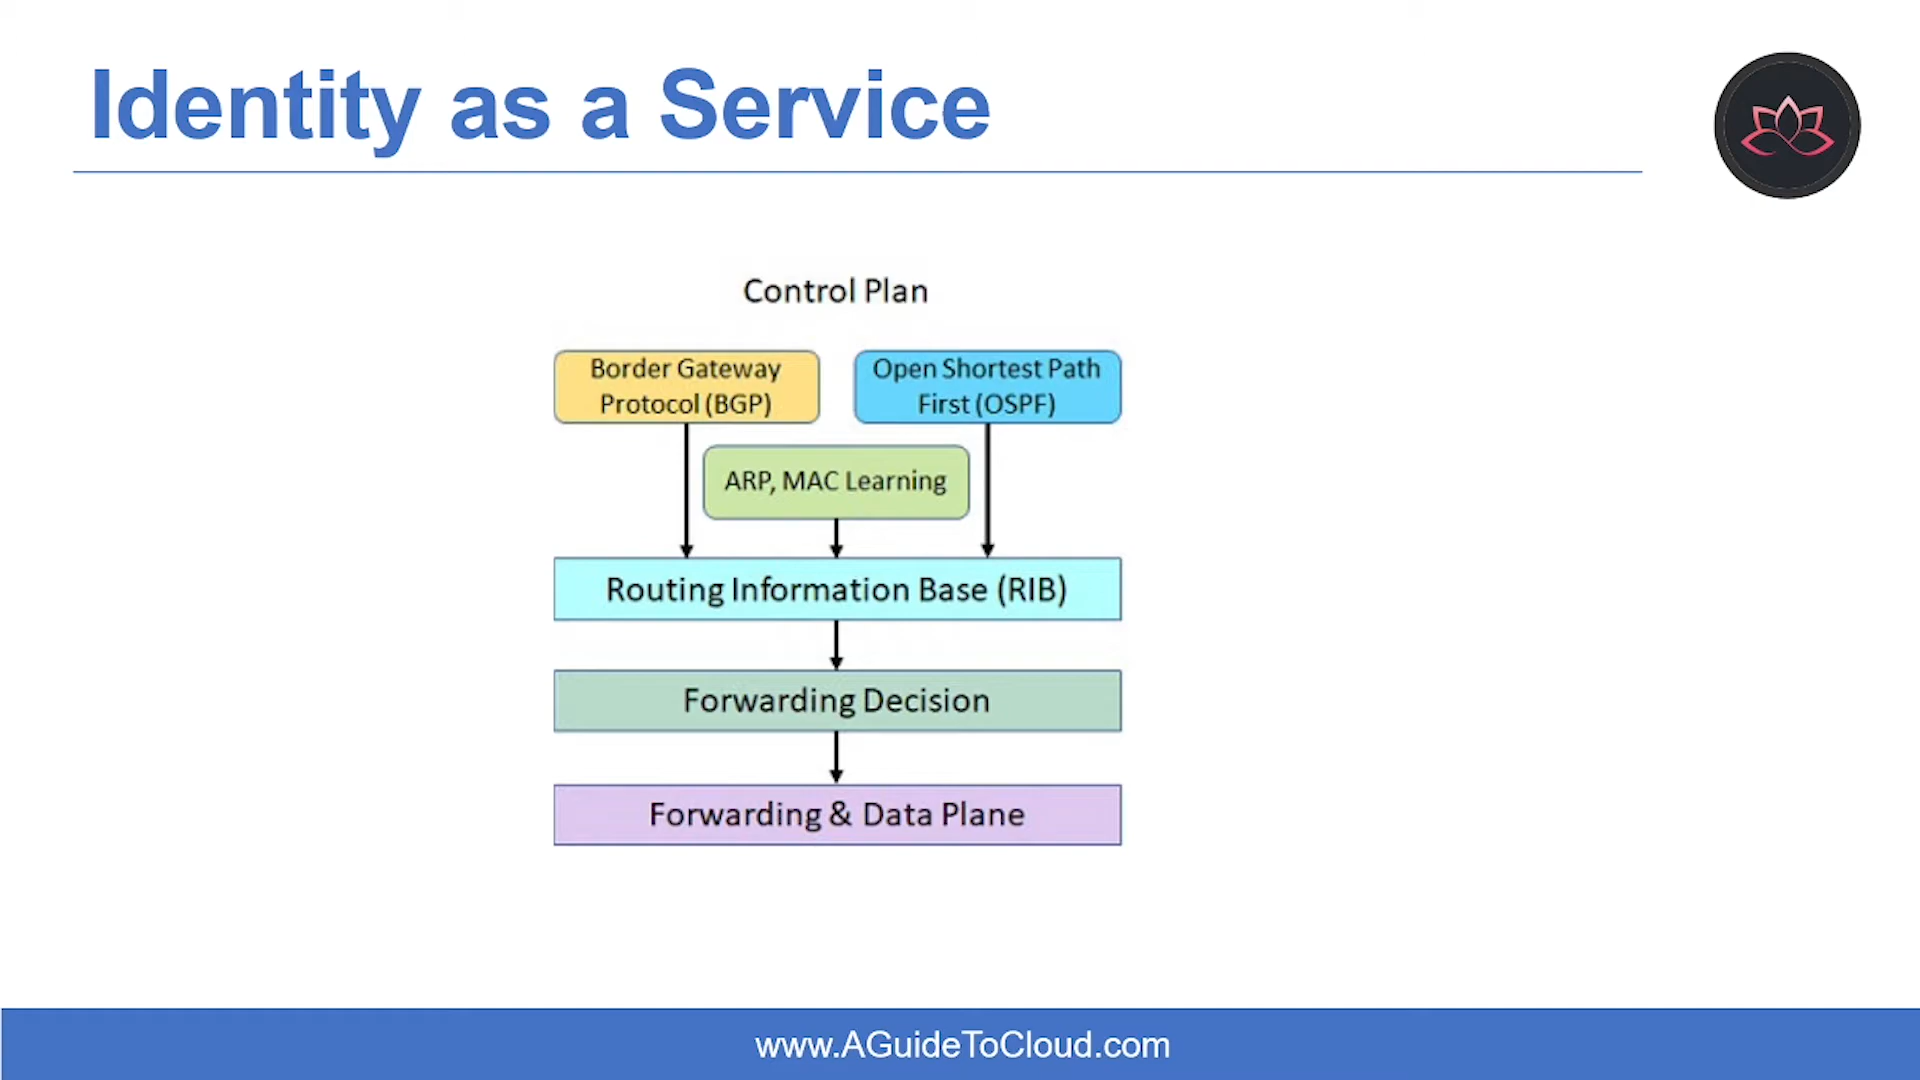 Identity as a Service
Control Plan
Border Gateway
Protocol (BGP)
Open Shortest Path
First (OSPF)
ARP, MAC Learning
Routing Information Base (RIB)
Forwarding Decision
Forwarding & Data Plane
www.AGuideToCloud.com